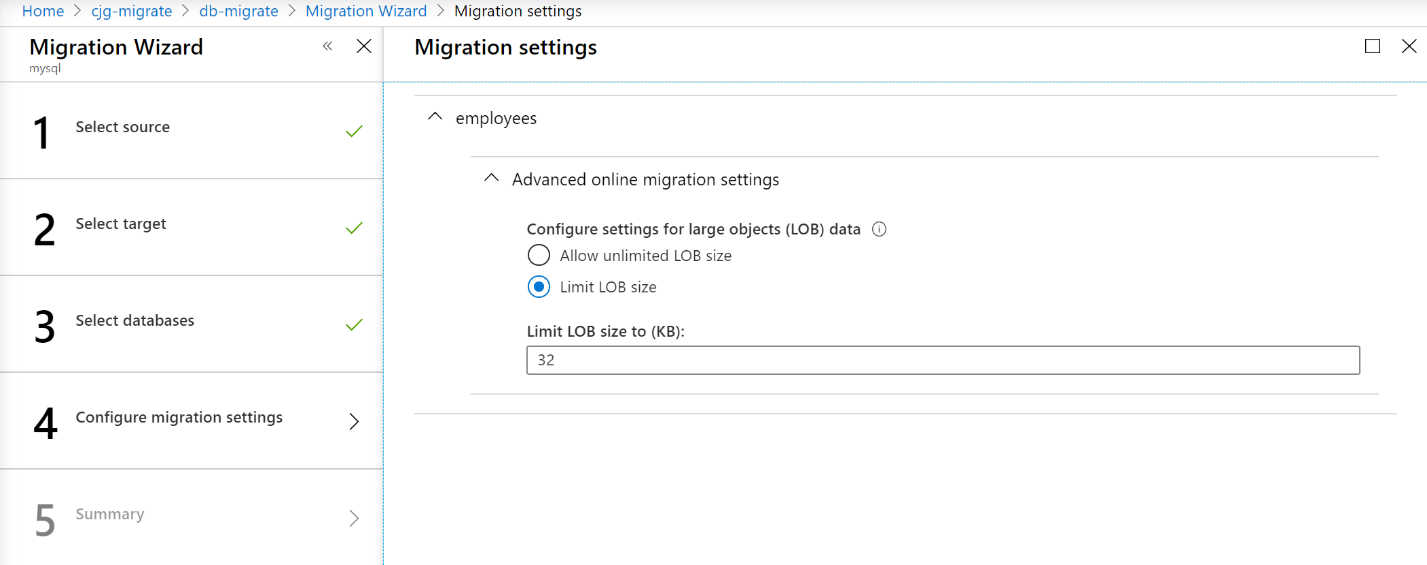 Home > cjg-migrate > db-migrate > Migration Wizard > Migration settings
Migration Wizard
mysql
1 Select source
2 Select target
3 Select databases
4 Configure migration settings
5 Summary
Migration settings
employees
Advanced online migration settings
Configure settings for large objects (LOB) data
Allow unlimited LOB size
Limit LOB size
Limit LOB size to (KB):
32